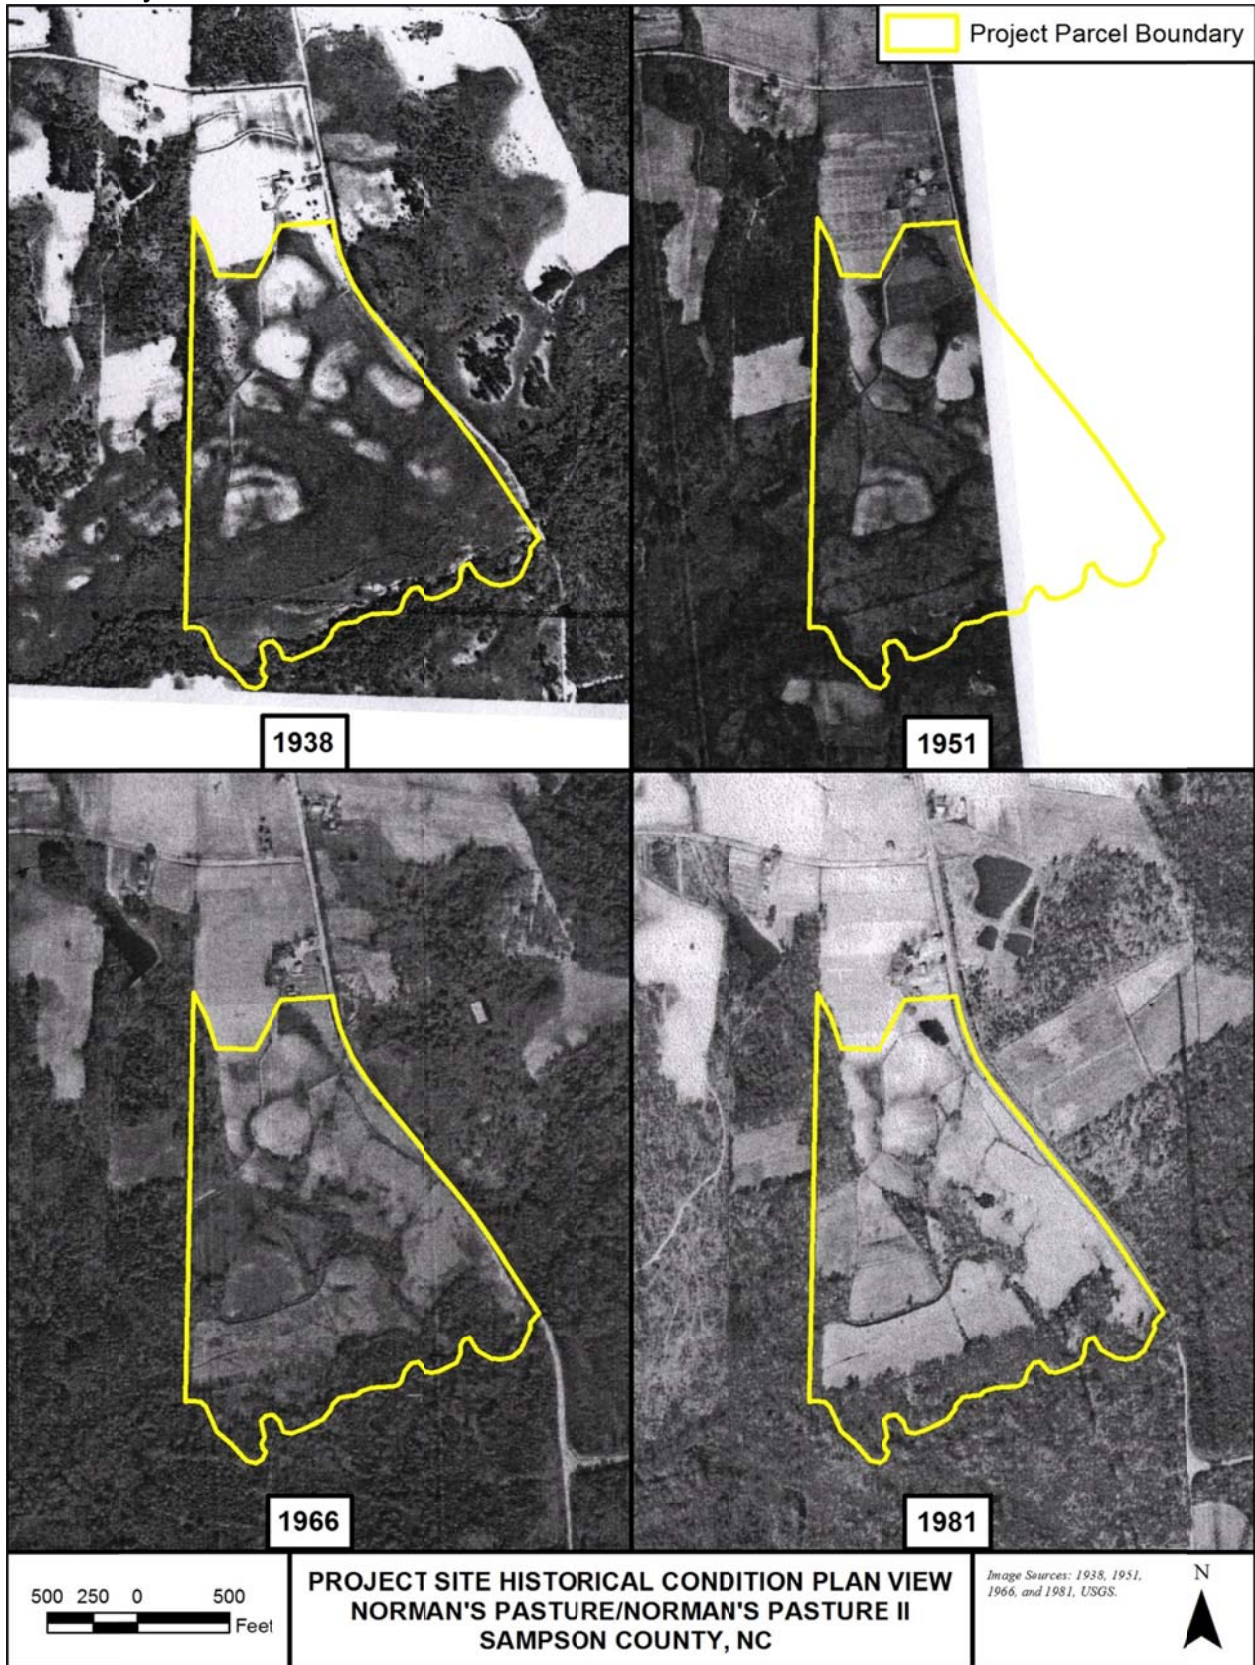 Project Parcel Boundary
1938
1951
1966
1981
500 250 0 500
Feet
PROJECT SITE HISTORICAL CONDITION PLAN VIEW
NORMAN'S PASTURE/NORMAN'S PASTURE II
SAMPSON COUNTY, NC
Image Sources: 1938, 1951,
1966, and 1981, USGS.
N